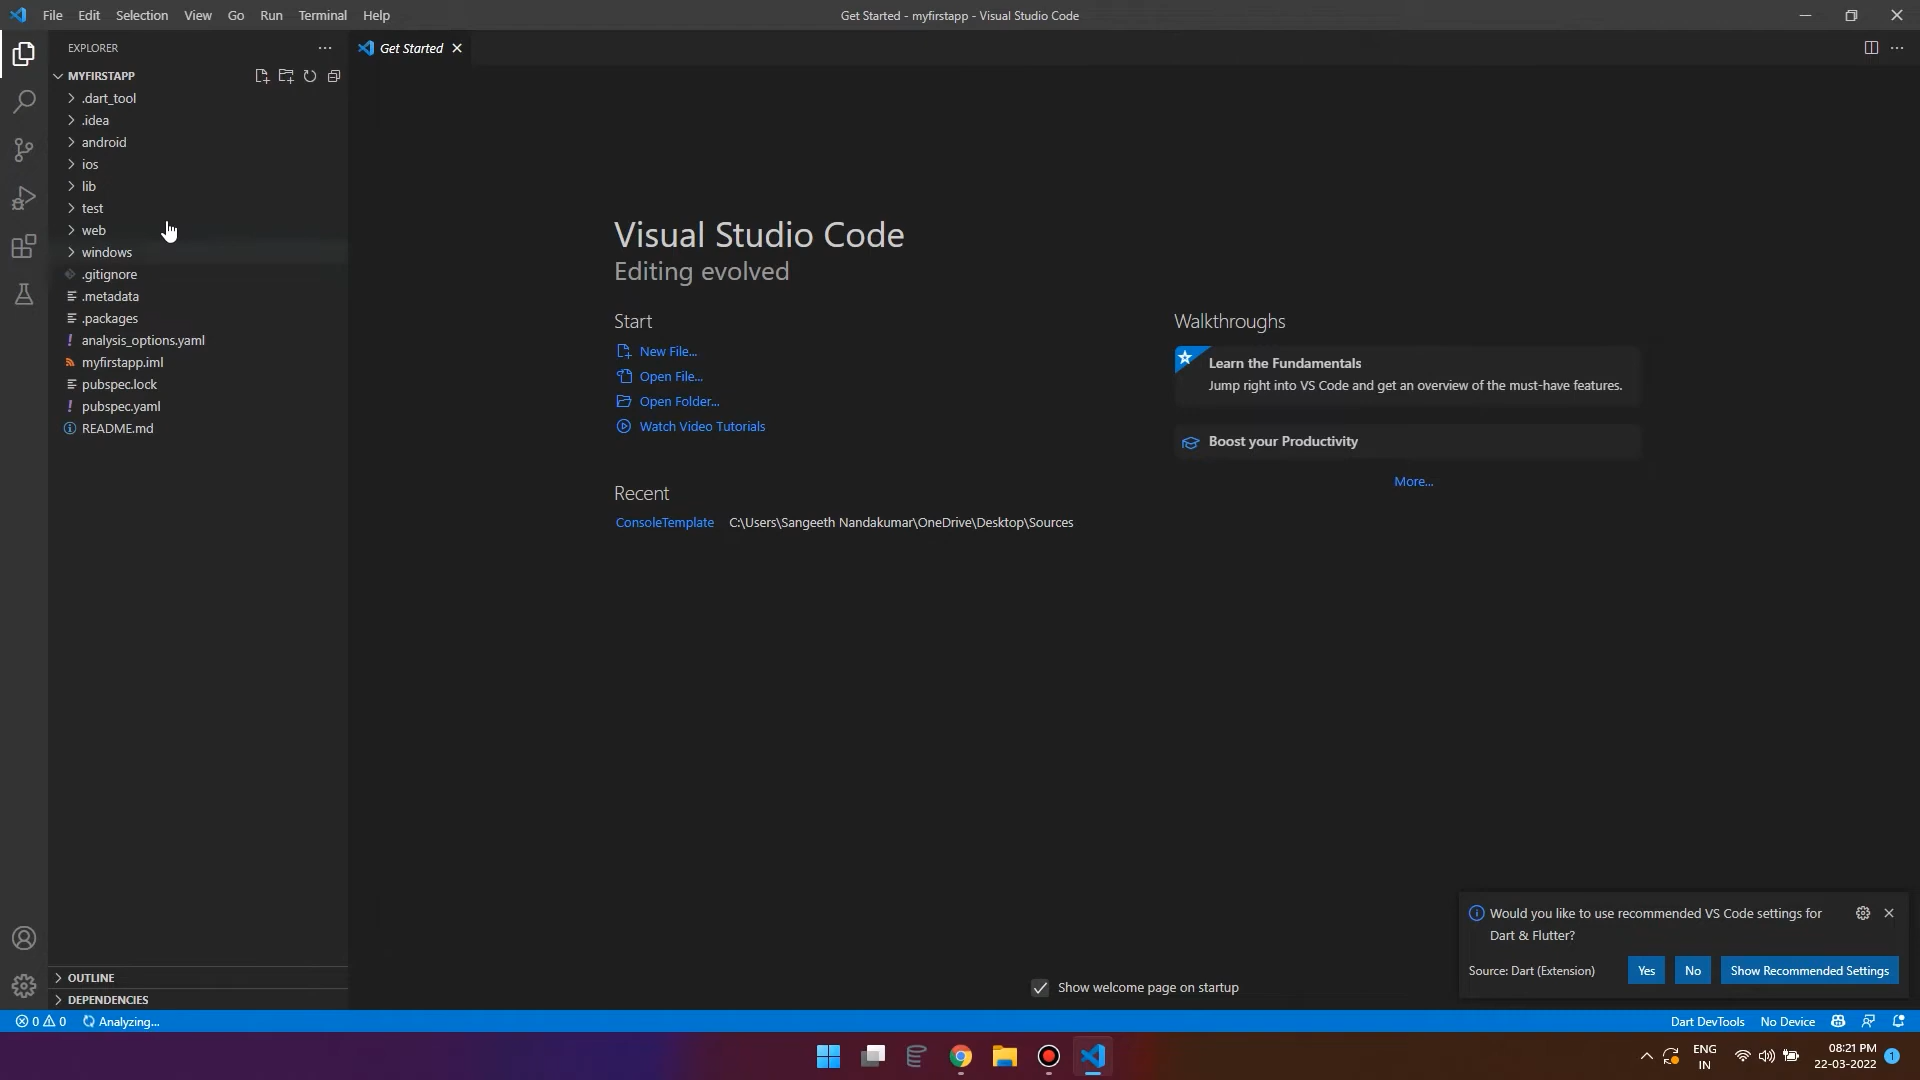 File Edit Selection View Go Run Terminal Help
Get Started - myfirstapp - Visual Studio Code
EXPLORER
Get Started
MYFIRSTAPP
.dart_tool
.idea
android
ios
lib
test
web
windows
.gitignore
.metadata
.packages
analysis_options.yaml
myfirstapp.iml
pubspec.lock
pubspec.yaml
README.md
OUTLINE
DEPENDENCIES
Visual Studio Code
Editing evolved
Start
New File...
Open File...
Open Folder...
Watch Video Tutorials
Recent
ConsoleTemplate C:\Users\Sangeeth Nandakumar\OneDrive\Desktop\Sources
Walkthroughs
Learn the Fundamentals
Jump right into VS Code and get an overview of the must-have features.
Boost your Productivity
More...
Show welcome page on startup
Would you like to use recommended VS Code settings for
Dart & Flutter?
Source: Dart (Extension) Yes No Show Recommended Settings
0 0 Analyzing...
Dart DevTools No Device
ENG
IN
08:21 PM
22-03-2022
1